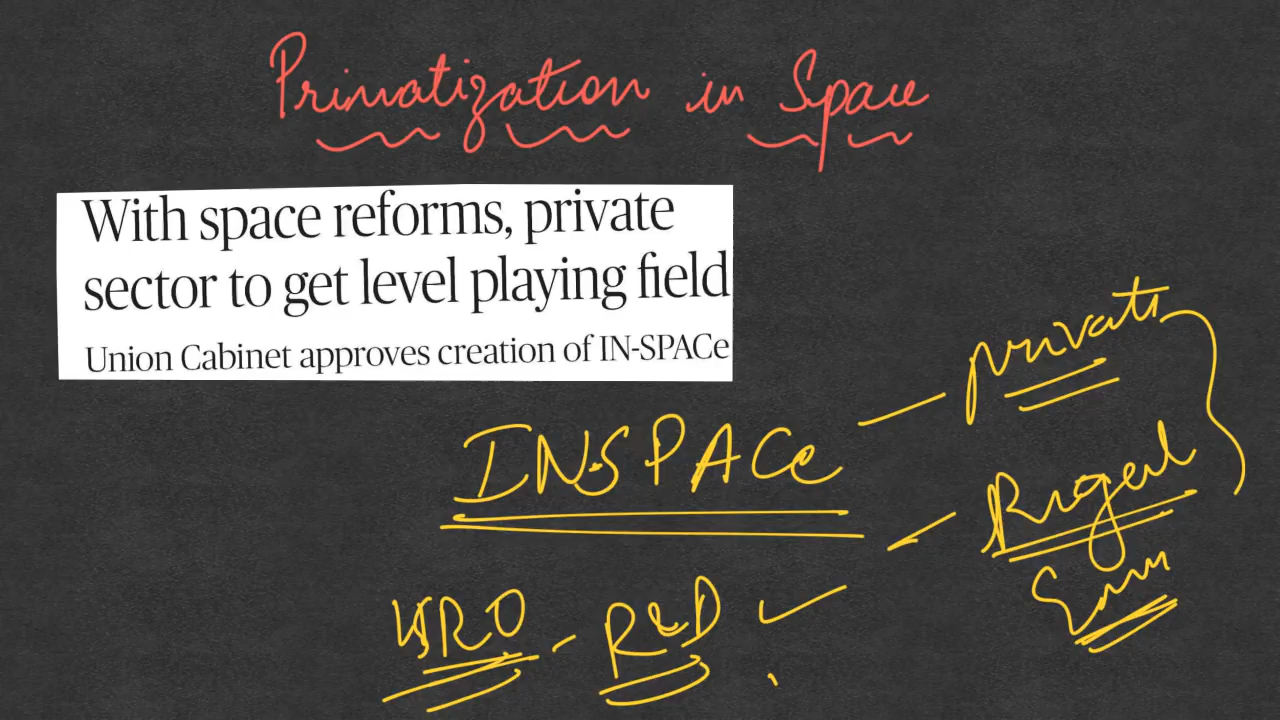 Privatization in Space
With space reforms, private
sector to get level playing field
Union Cabinet approves creation of IN-SPACe
private
INSPACe
ISRO - R&D